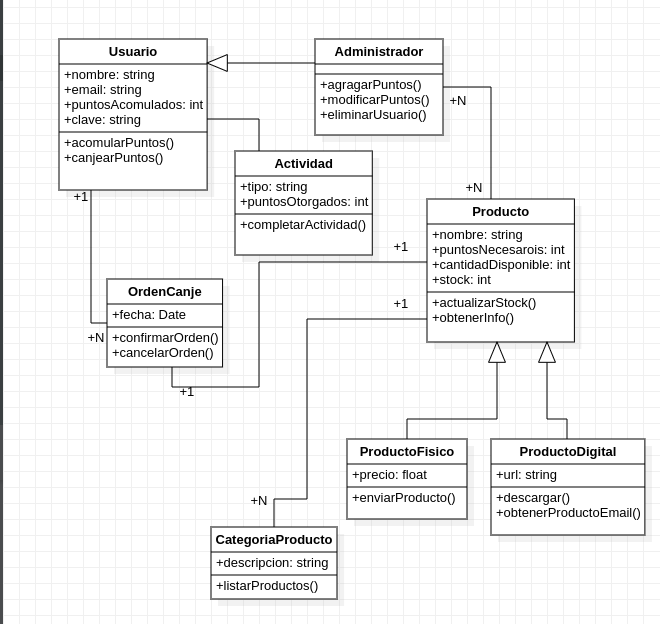 Usuario
+nombre: string
+email: string
+puntosAcomulados: int
+clave: string
+acomularPuntos()
+canjearPuntos()
Administrador
+agragarPuntos()
+modificarPuntos()
+eliminarUsuario()
+N
+N
Actividad
+tipo: string
+puntosOtorgados: int
+completarActividad()
+1
Producto
+nombre: string
+puntosNecesarois: int
+cantidadDisponible: int
+stock: int
+actualizarStock()
+obtenerInfo()
+1
+1
OrdenCanje
+fecha: Date
+confirmarOrden()
+cancelarOrden()
+N
+1
ProductoFisico
+precio: float
+enviarProducto()
ProductoDigital
+url: string
+descargar()
+obtenerProductoEmail()
+N
CategoriaProducto
+descripcion: string
+listarProductos()